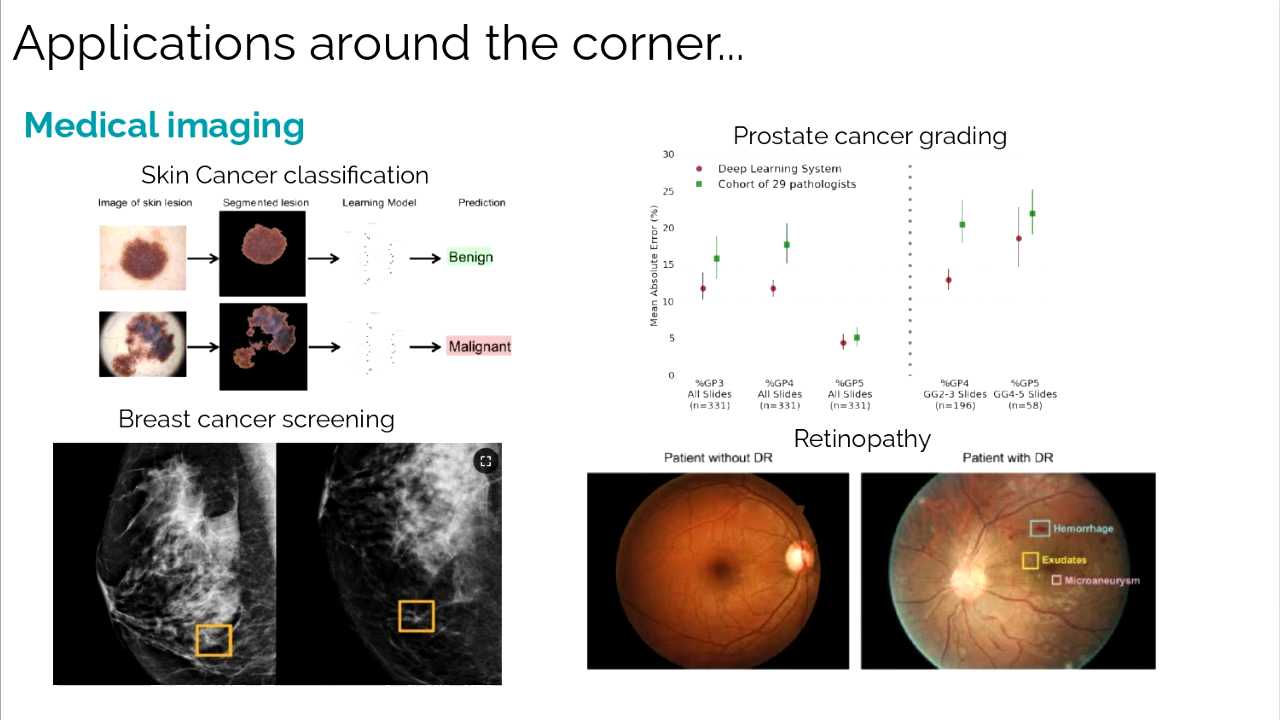 Applications around the corner...
Medical imaging
Skin Cancer classification
Image of skin lesion Segmented lesion Learning Model Prediction
Benign
Malignant
Breast cancer screening
Prostate cancer grading
30
25
20
15
10
5
0
Mean Absolute Error (%)
Deep Learning System
Cohort of 29 pathologists
%GP3 %GP4 %GP5 %GP4 %GP5
All Slides All Slides All Slides GG2-3 Slides GG4-5 Slides
(n=331) (n=331) (n=331) (n=196) (n=58)
Retinopathy
Patient without DR Patient with DR
Hemorrhage
Exudates
Microaneurysm